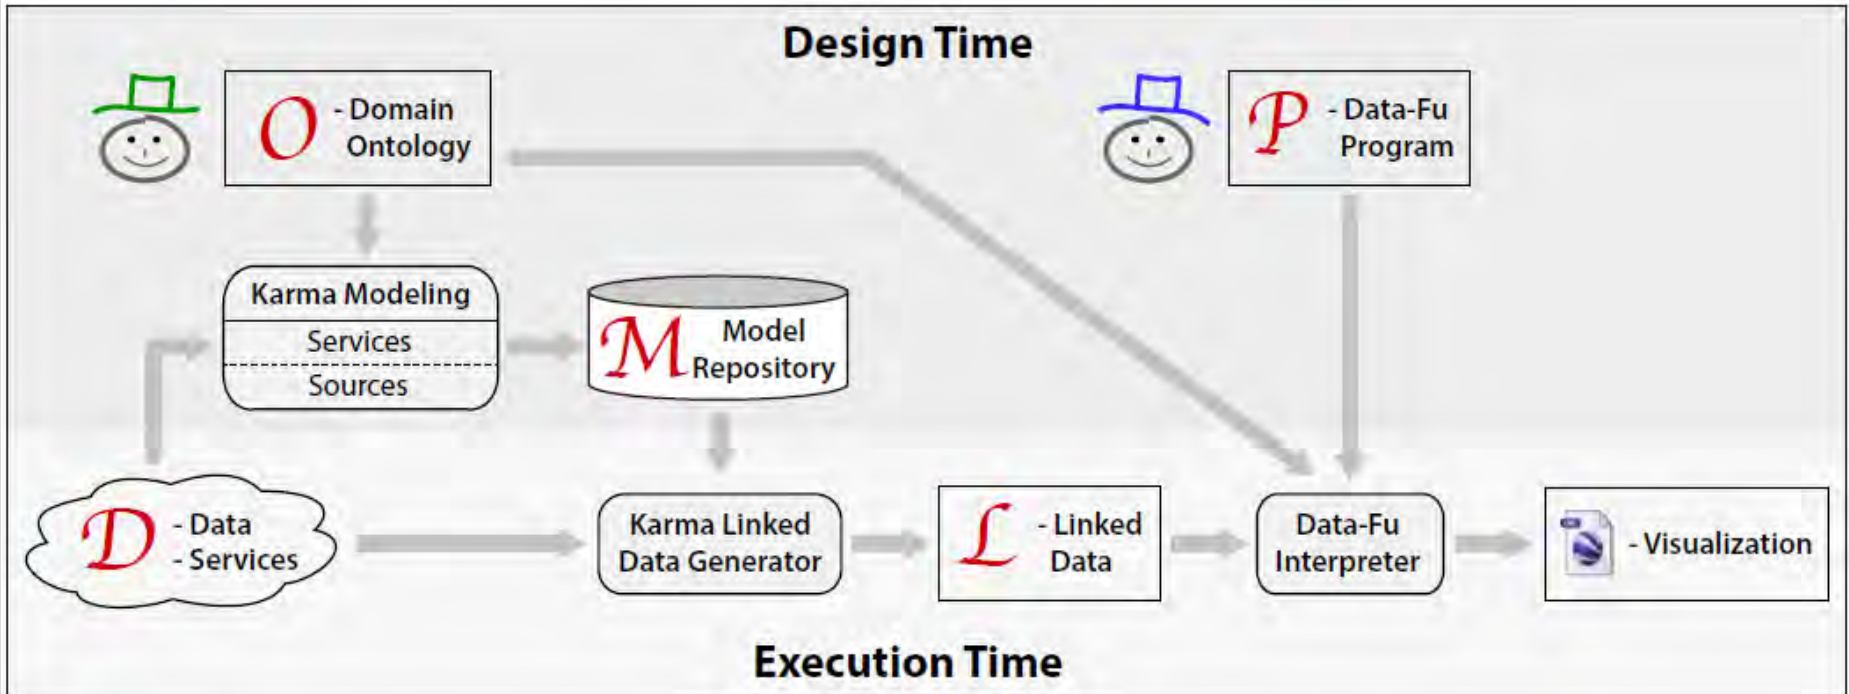 Design Time
O - Domain
Ontology
P - Data-Fu
Program
Karma Modeling
Services
Sources
M Model
Repository
D - Data
- Services
Karma Linked
Data Generator
L - Linked
Data
Data-Fu
Interpreter
- Visualization
Execution Time